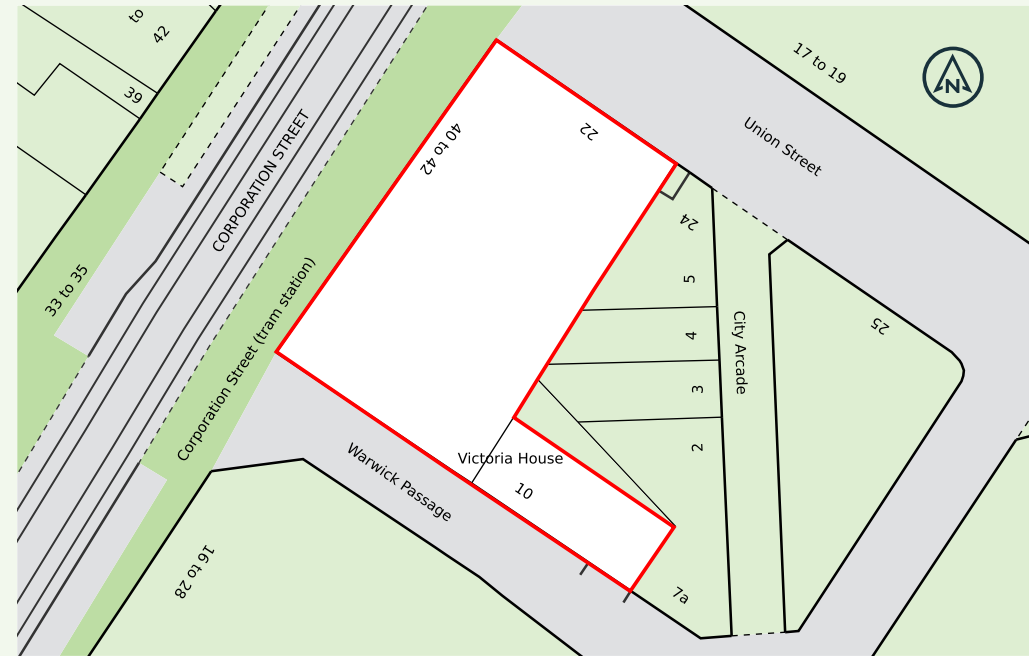 to
42
39
17 to 19
N
CORPORATION STREET
40 to 42
22
Union Street
24
5
33 to 35
Corporation Street (tram station)
4
City Arcade
25
3
2
Victoria House
Warwick Passage
10
16 to 28
7a